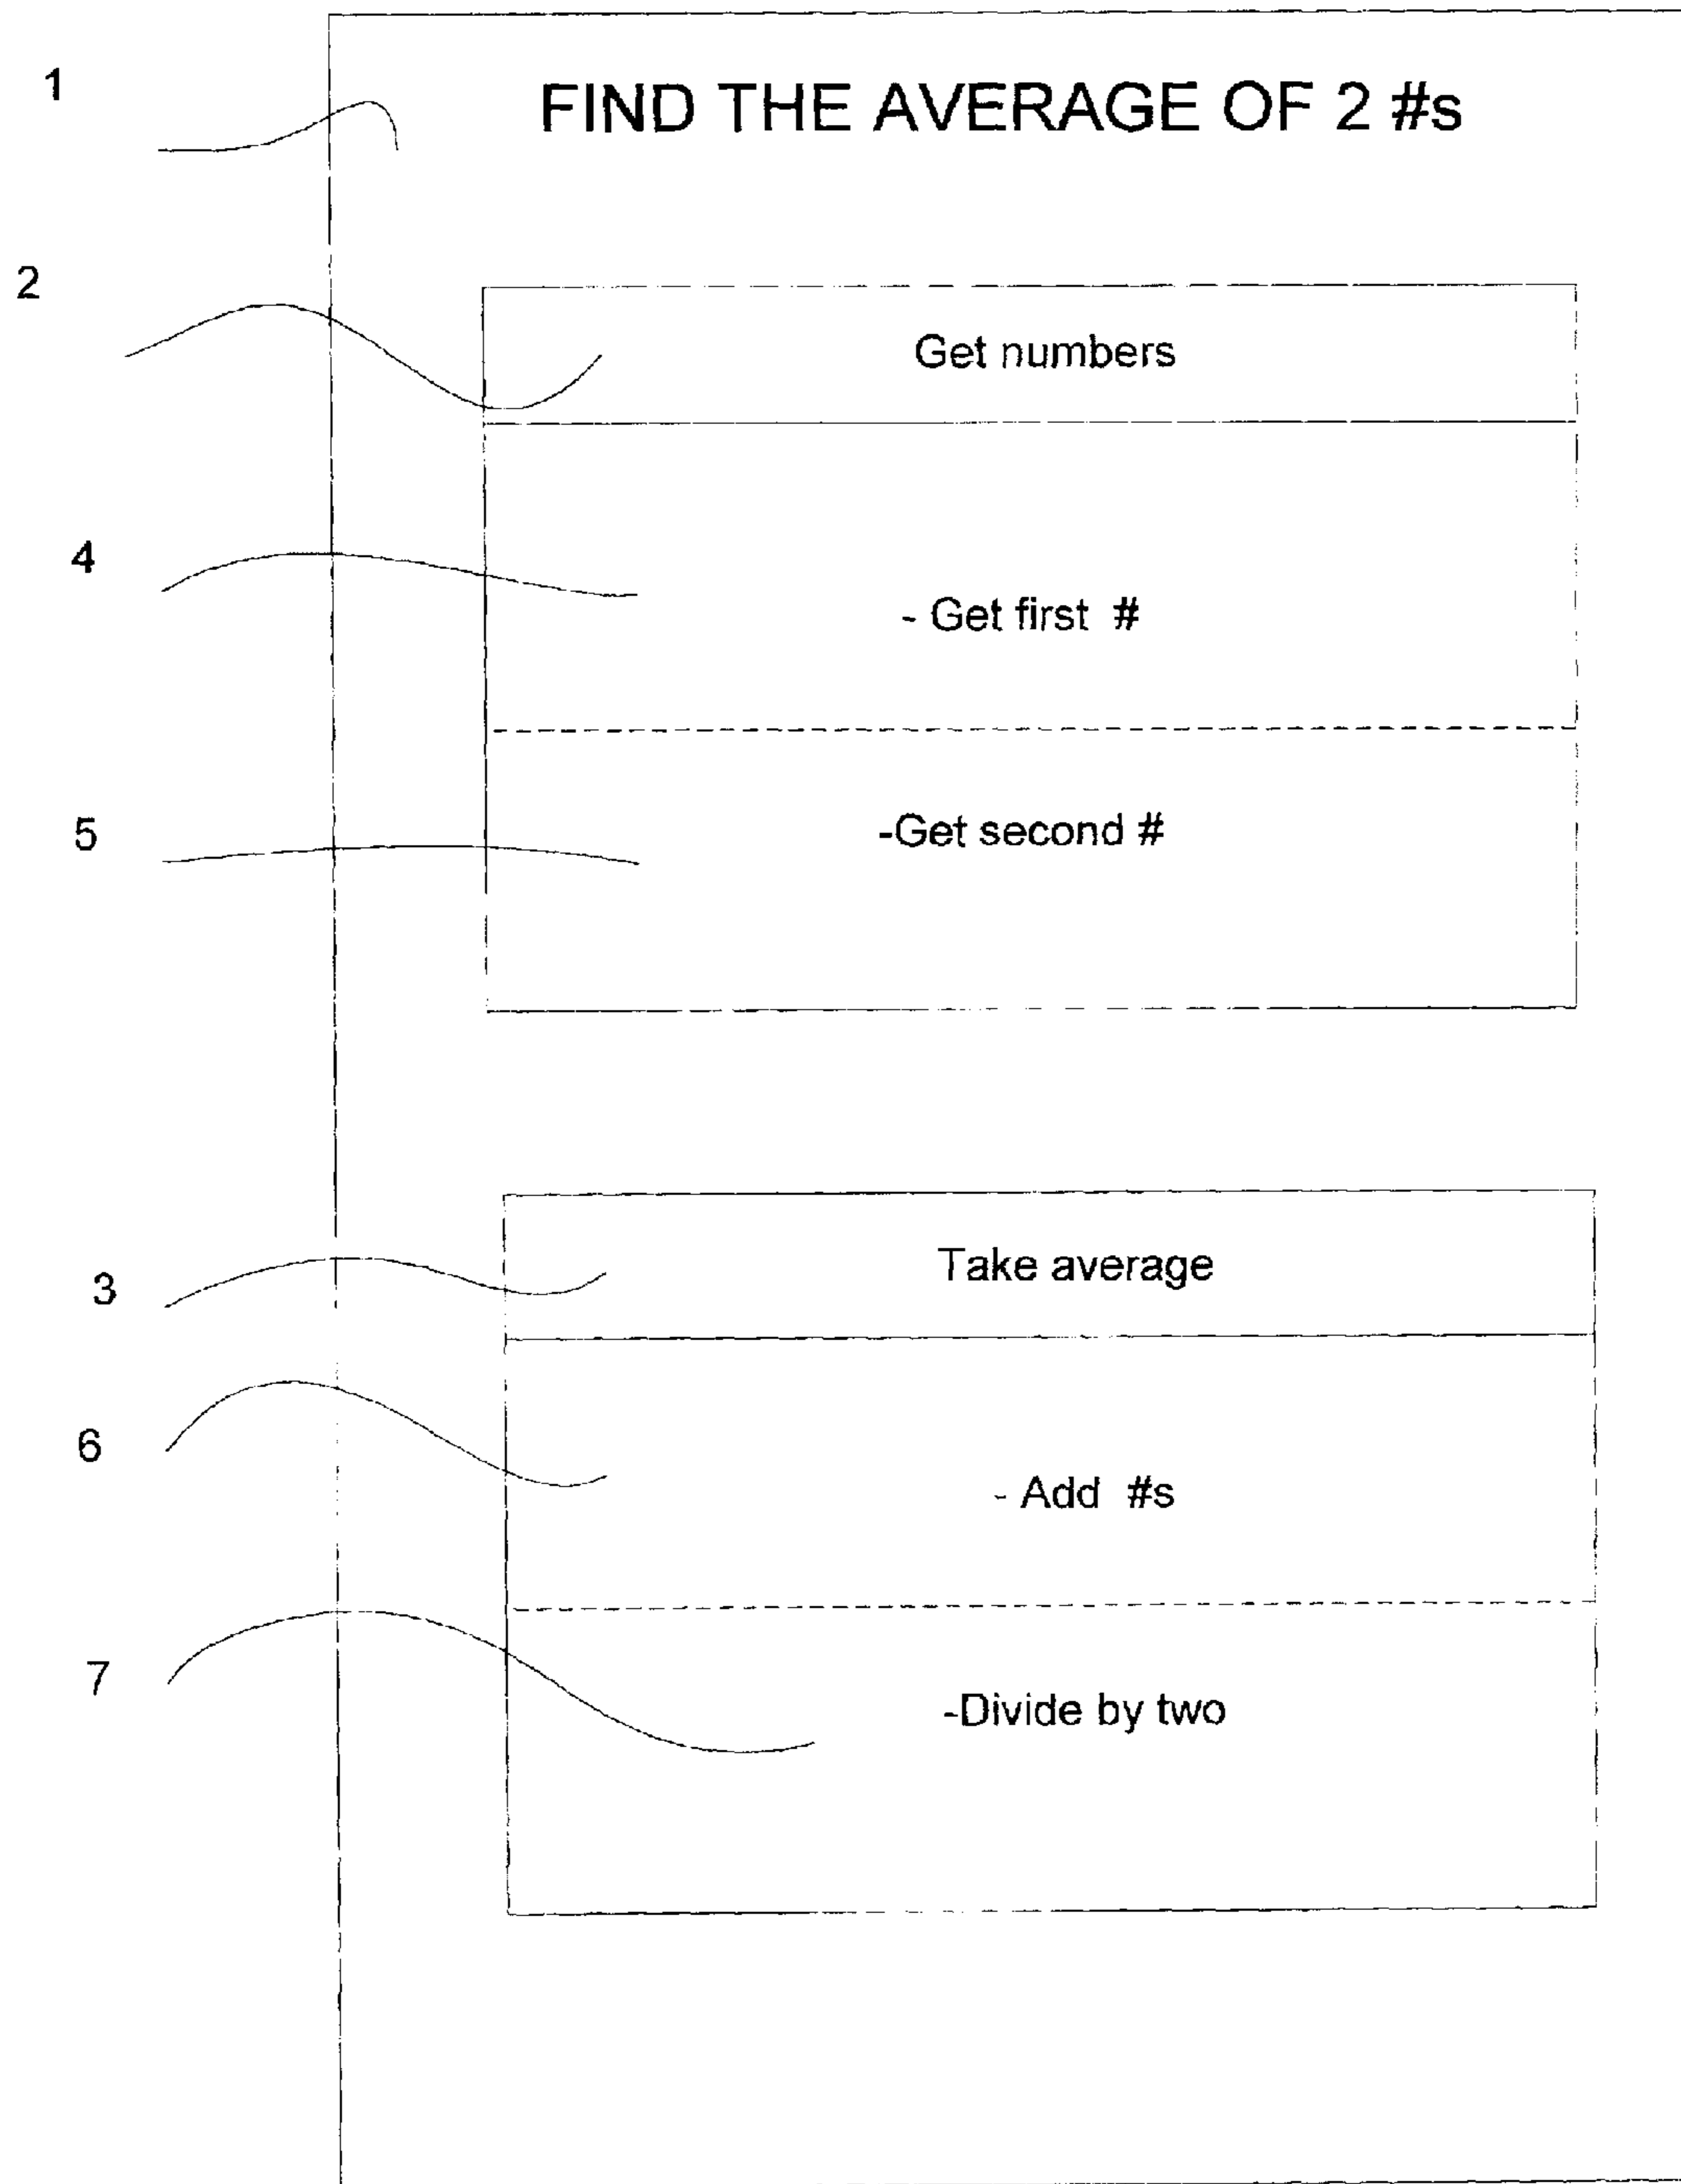 1
FIND THE AVERAGE OF 2 #s
2
Get numbers
4
- Get first #
5
-Get second #
3
Take average
6
- Add #s
7
-Divide by two